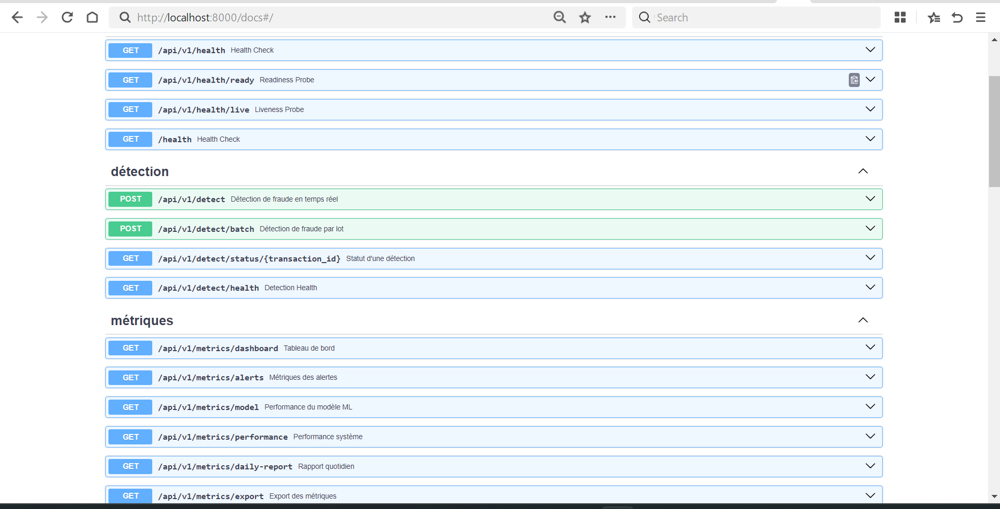 http://localhost:8000/docs#/ Search
GET /api/v1/health Health Check
GET /api/v1/health/ready Readiness Probe
GET /api/v1/health/live Liveness Probe
GET /health Health Check
détection
POST /api/v1/detect Détection de fraude en temps réel
POST /api/v1/detect/batch Détection de fraude par lot
GET /api/v1/detect/status/{transaction_id} Statut d'une détection
GET /api/v1/detect/health Detection Health
métriques
GET /api/v1/metrics/dashboard Tableau de bord
GET /api/v1/metrics/alerts Métriques des alertes
GET /api/v1/metrics/model Performance du modèle ML
GET /api/v1/metrics/performance Performance système
GET /api/v1/metrics/daily-report Rapport quotidien
GET /api/v1/metrics/export Export des métriques